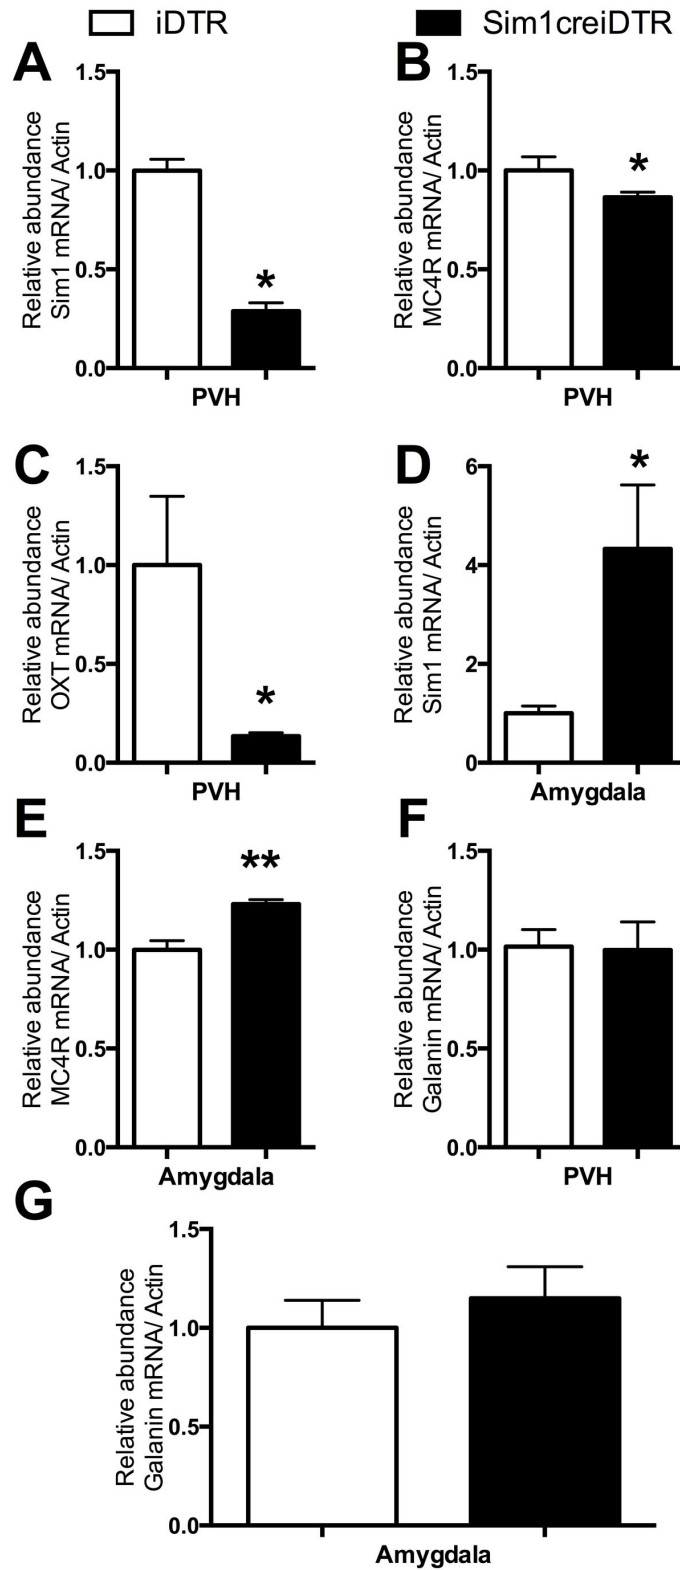 iDTR Sim1creiDTR
A
Relative abundance
Sim1 mRNA/ Actin
1.5
1.0
0.5
0.0
*
PVH
B
Relative abundance
MC4R mRNA/ Actin
1.5
1.0
0.5
0.0
*
PVH
C
Relative abundance
OXT mRNA/ Actin
1.5
1.0
0.5
0.0
*
PVH
D
Relative abundance
Sim1 mRNA/ Actin
6
4
2
0
*
Amygdala
E
Relative abundance
MC4R mRNA/ Actin
1.5
1.0
0.5
0.0
**
Amygdala
F
Relative abundance
Galanin mRNA/ Actin
1.5
1.0
0.5
0.0
PVH
G
Relative abundance
Galanin mRNA/ Actin
1.5
1.0
0.5
0.0
Amygdala